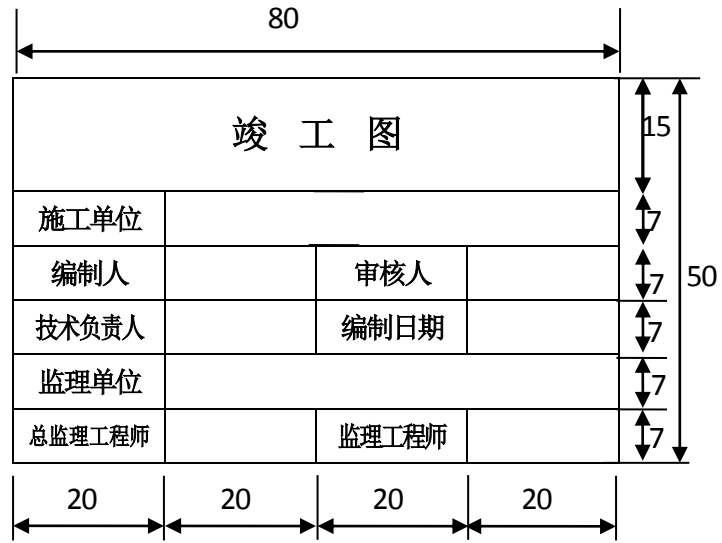 80
竣 工 图
15
施工单位
7
编制人 审核人
7
50
技术负责人 编制日期
7
监理单位
7
总监理工程师 监理工程师
7
20 20 20 20